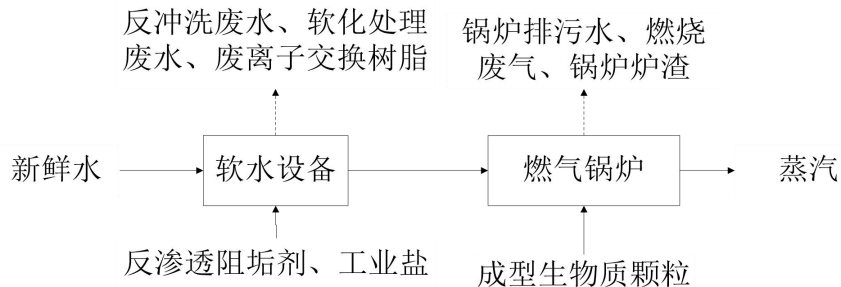 反冲洗废水、软化处理
废水、废离子交换树脂
锅炉排污水、燃烧
废气、锅炉炉渣
新鲜水
软水设备
燃气锅炉
蒸汽
反渗透阻垢剂、工业盐
成型生物质颗粒